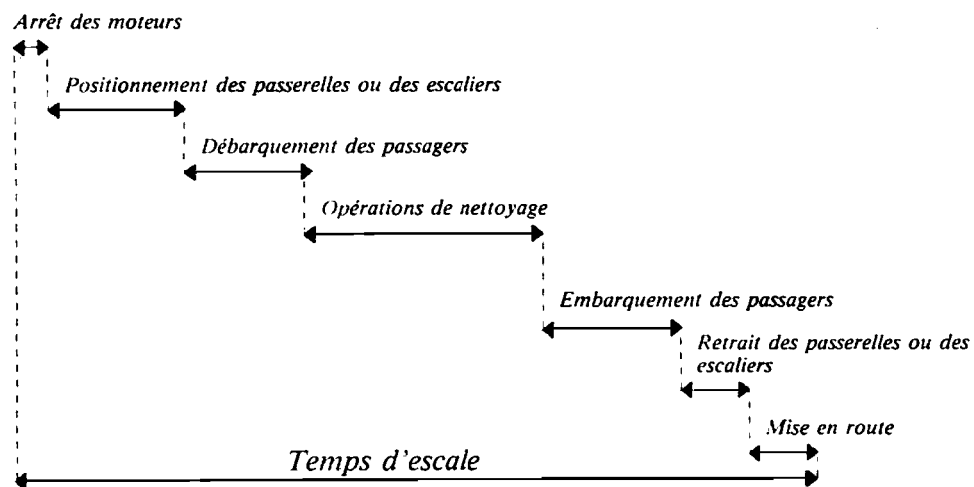 Arrêt des moteurs
Positionnement des passerelles ou des escaliers
Débarquement des passagers
Opérations de nettoyage
Embarquement des passagers
Retrait des passerelles ou des
escaliers
Mise en route
Temps d'escale